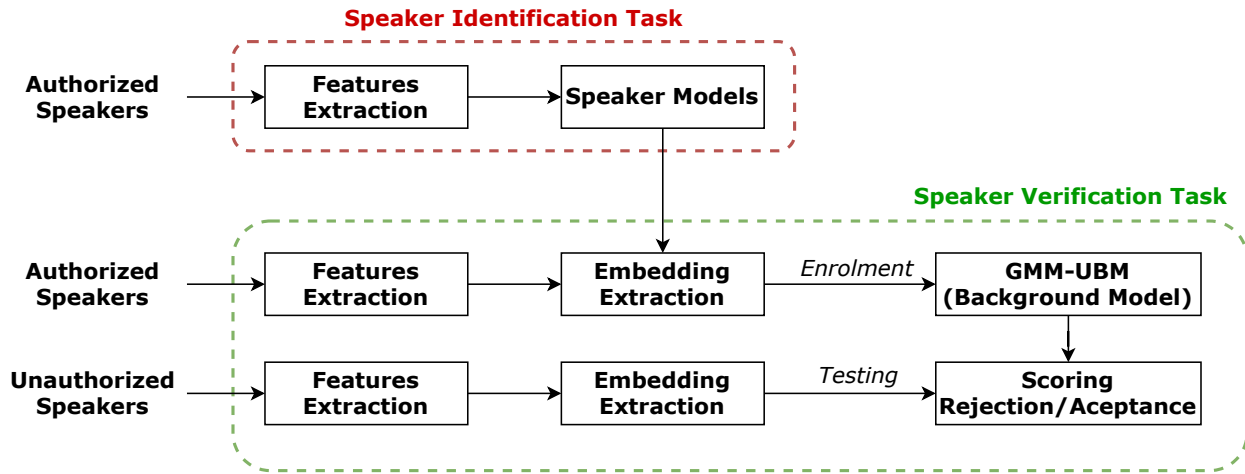 Speaker Identification Task
Authorized
Speakers
Features
Extraction
Speaker Models
Speaker Verification Task
Authorized
Speakers
Features
Extraction
Embedding
Extraction
Enrolment
GMM-UBM
(Background Model)
Unauthorized
Speakers
Features
Extraction
Embedding
Extraction
Testing
Scoring
Rejection/Aceptance